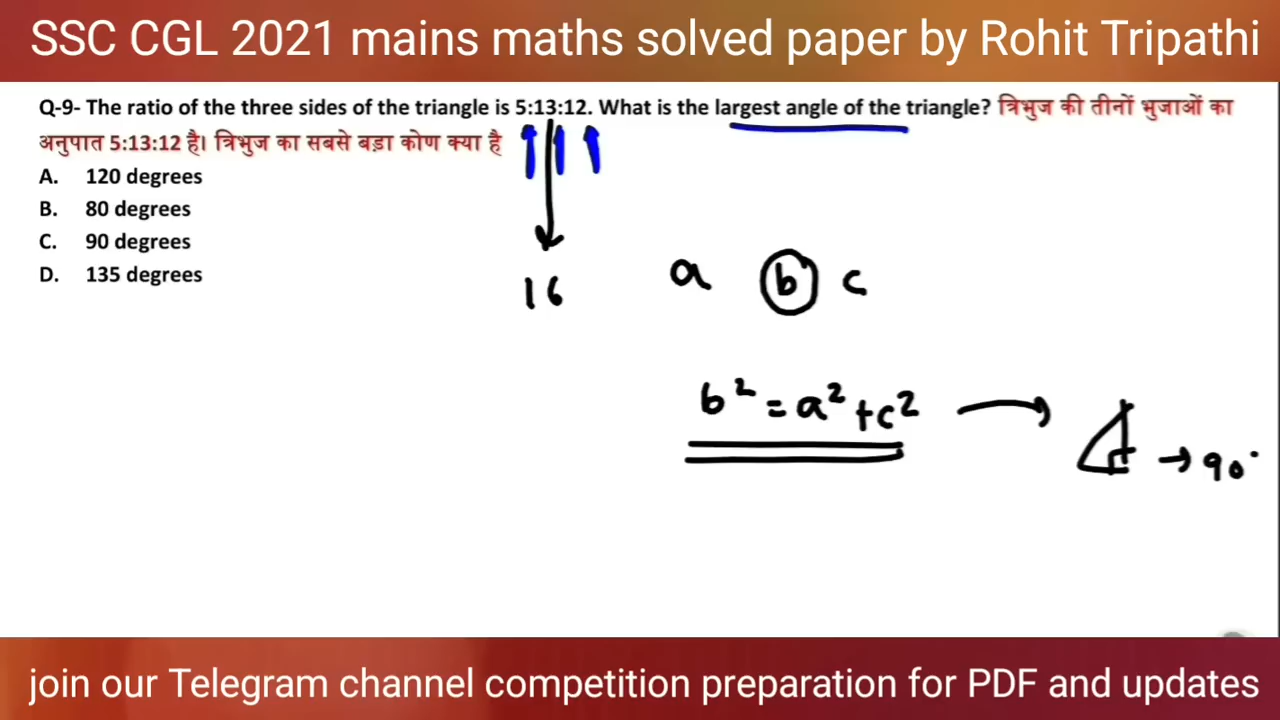 SSC CGL 2021 mains maths solved paper by Rohit Tripathi
Q-9- The ratio of the three sides of the triangle is 5:13:12. What is the largest angle of the triangle? त्रिभुज की तीनों भुजाओं का
अनुपात 5:13:12 है। त्रिभुज का सबसे बड़ा कोण क्या है
A. 120 degrees
B. 80 degrees
C. 90 degrees
D. 135 degrees
16
a b c
b² = a² + c²
→ 90°
join our Telegram channel competition preparation for PDF and updates